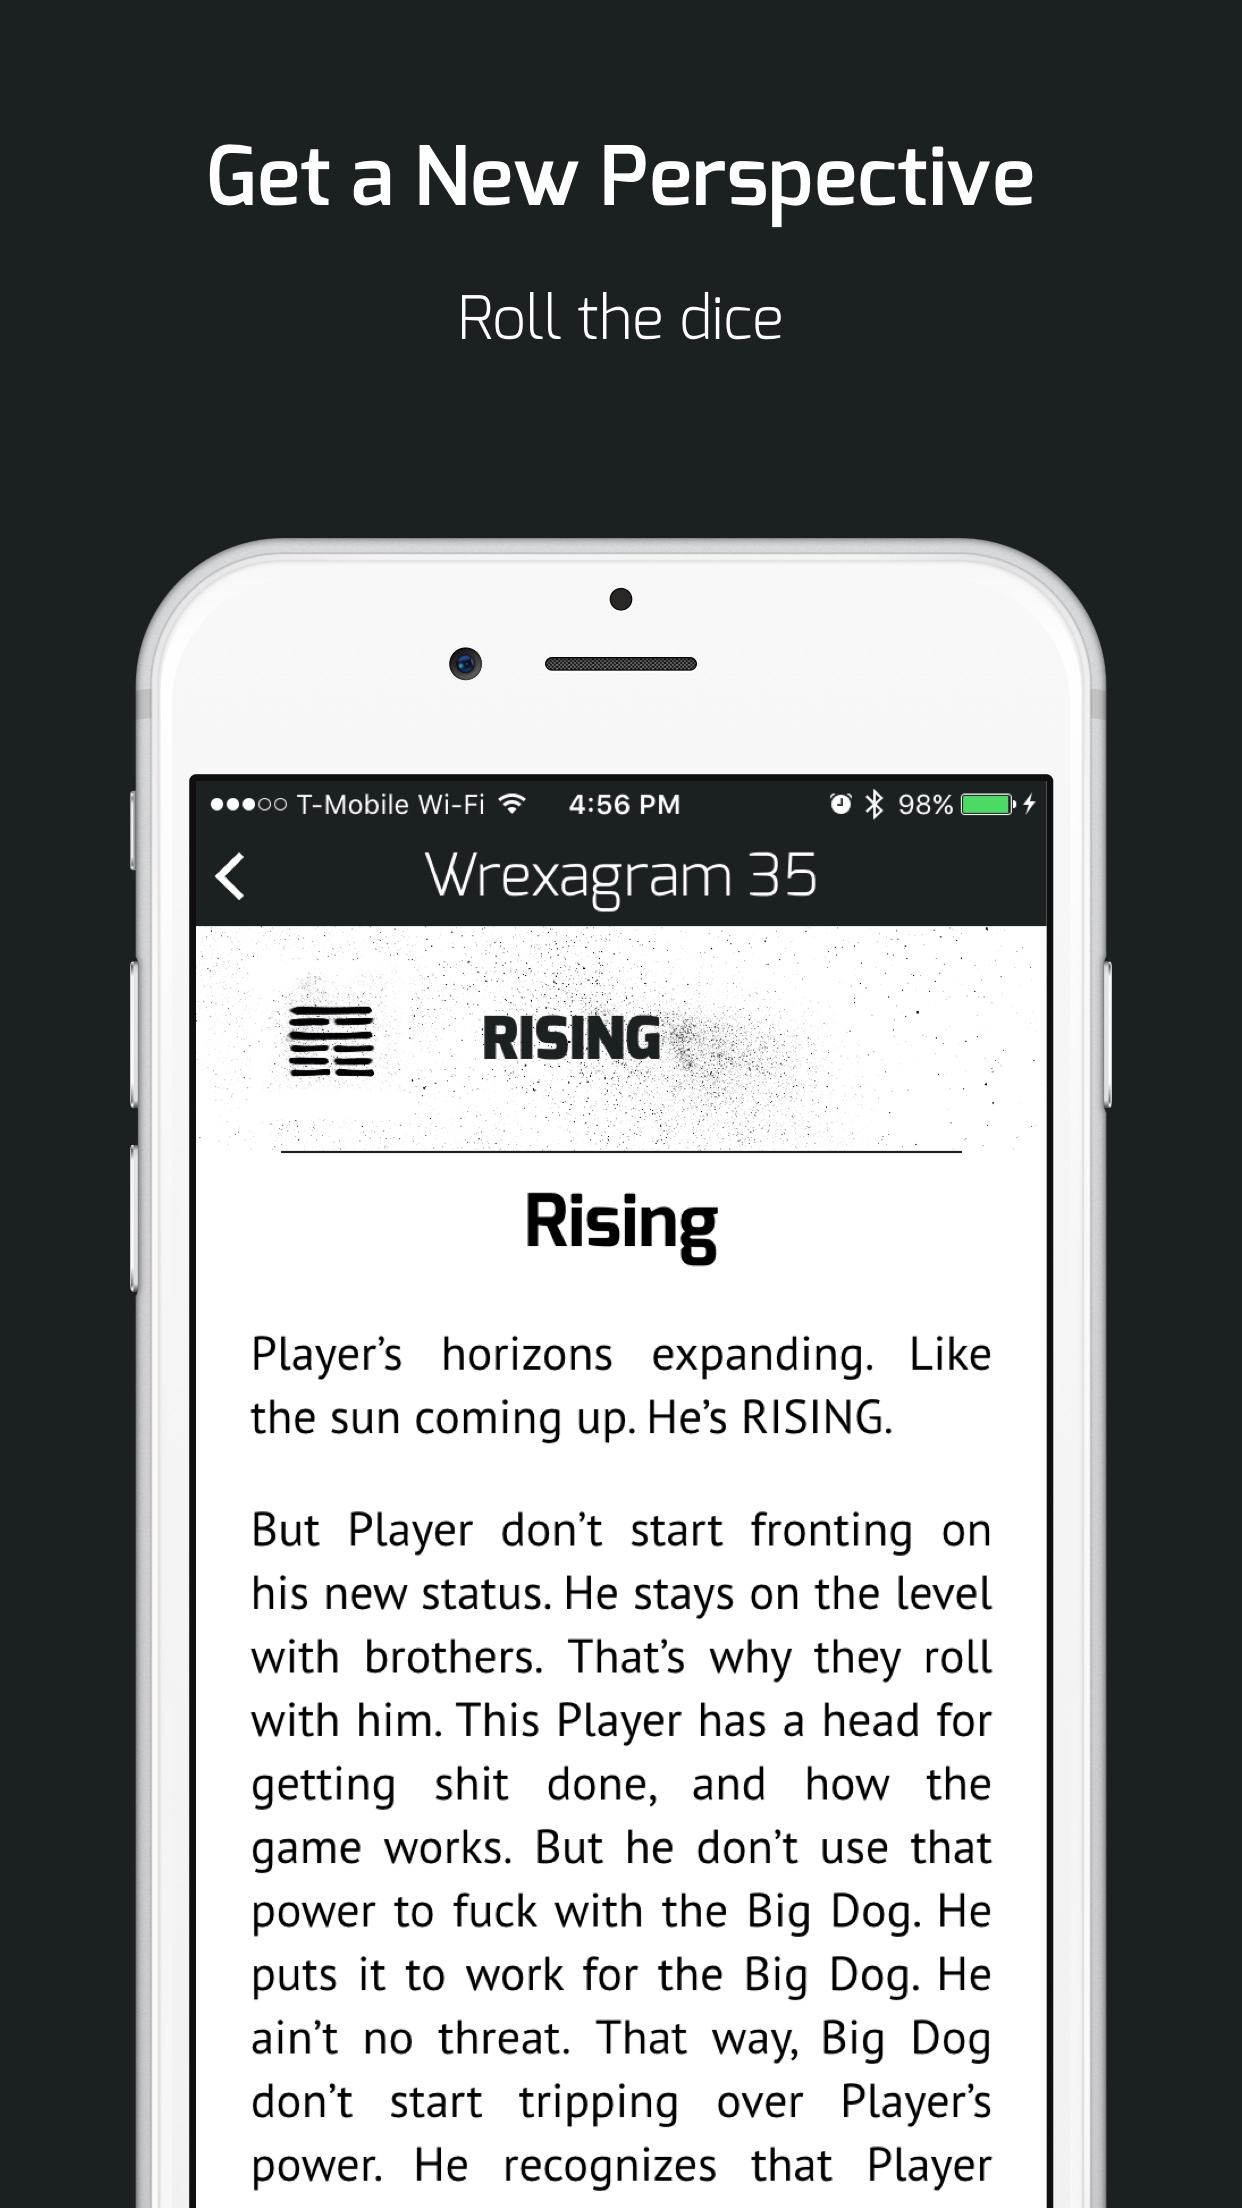 Get a New Perspective
Roll the dice
T-Mobile Wi-Fi 4:56 PM 98%
Wrexagram 35
RISING
Rising
Player’s horizons expanding. Like
the sun coming up. He’s RISING.
But Player don’t start fronting on
his new status. He stays on the level
with brothers. That’s why they roll
with him. This Player has a head for
getting shit done, and how the
game works. But he don’t use that
power to fuck with the Big Dog. He
puts it to work for the Big Dog. He
ain’t no threat. That way, Big Dog
don’t start tripping over Player’s
power. He recognizes that Player